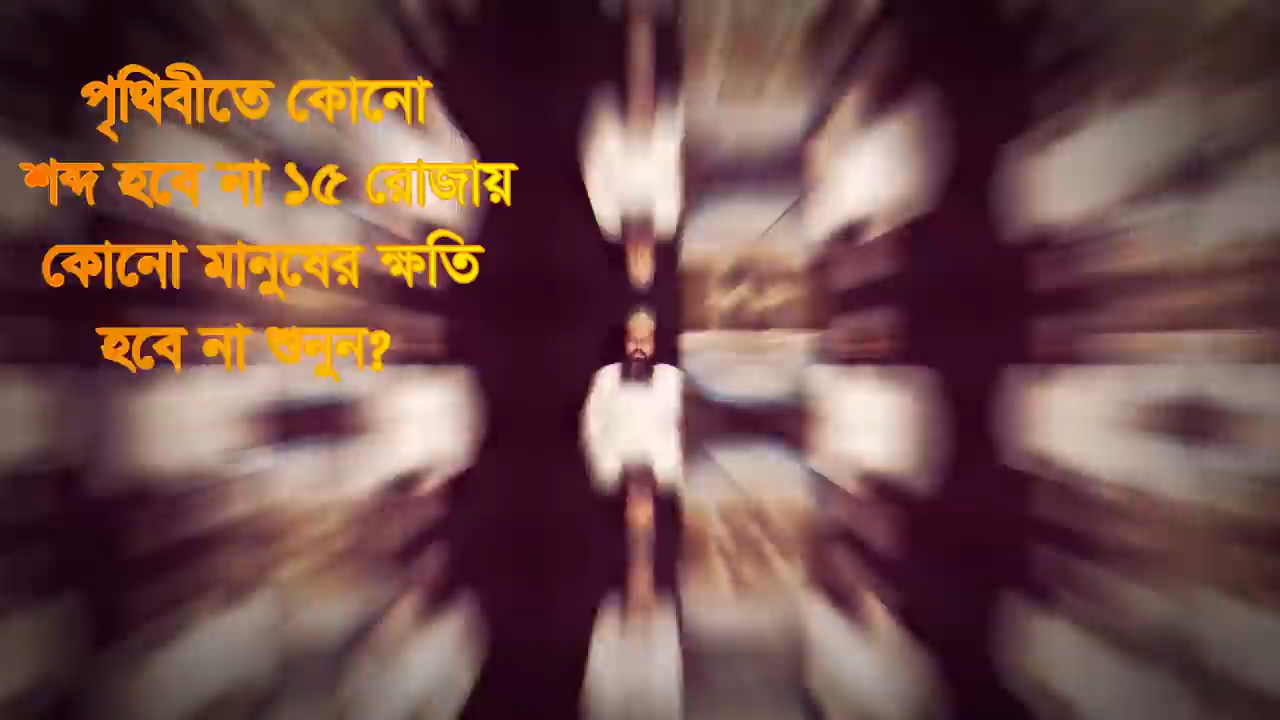 পৃথিবীতে কোনো
শব্দ হবে না ১৫ রোজায়
কোনো মানুষের ক্ষতি
হবে না শুনুন?